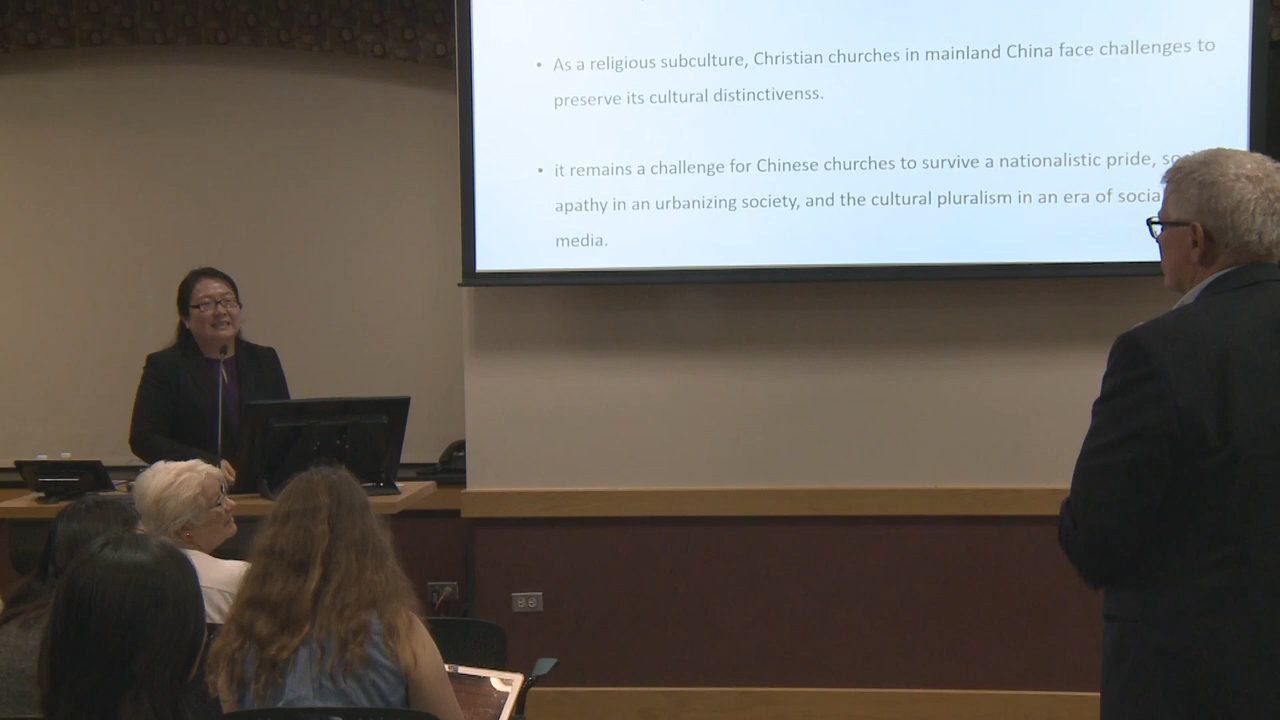 • As a religious subculture, Christian churches in mainland China face challenges to
preserve its cultural distinctivenss.
• it remains a challenge for Chinese churches to survive a nationalistic pride,
apathy in an urbanizing society, and the cultural pluralism in an era of social
media.